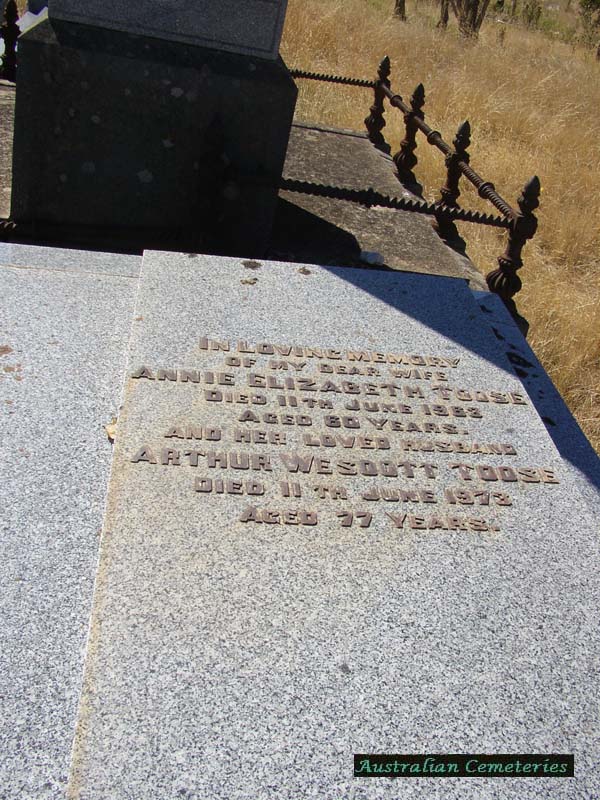 In Loving Memory
of my dear wife
Annie Elizabeth Toose
Died 11th June 1963
Aged 60 Years.
And her loved husband
Arthur Wescott Toose
Died 11th June 1973
Aged 77 Years.
Australian Cemeteries